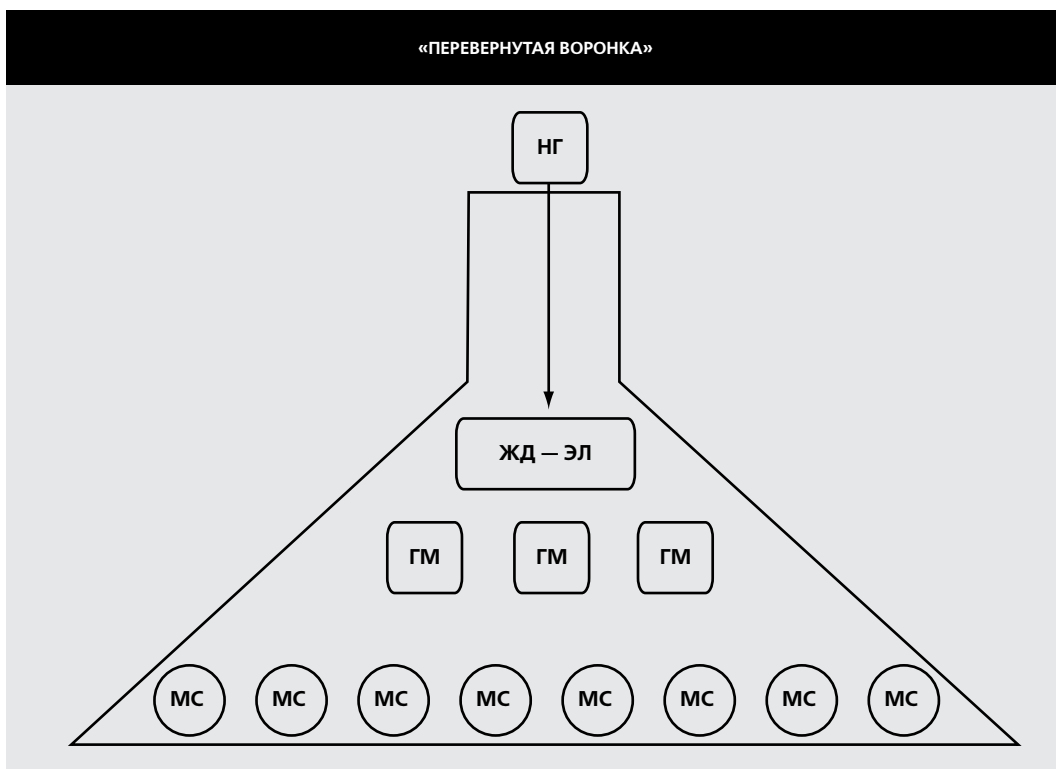 «ПЕРЕВЕРНУТАЯ ВОРОНКА»
НГ
ЖД — ЭЛ
ГМ ГМ ГМ
МС МС МС МС МС МС МС МС